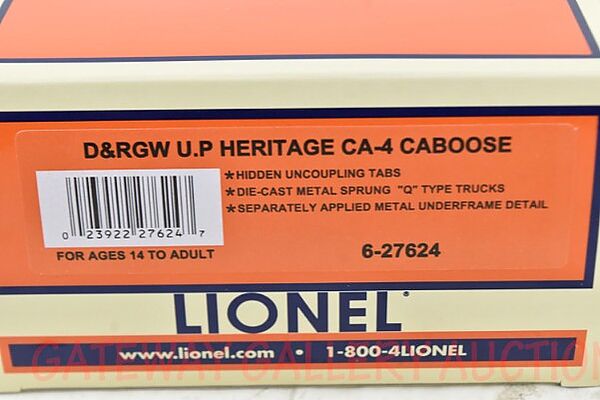 D&RGW U.P HERITAGE CA-4 CABOOSE
*HIDDEN UNCOUPLING TABS
*DIE-CAST METAL SPRUNG "Q" TYPE TRUCKS
*SEPARATELY APPLIED METAL UNDERFRAME DETAIL
0 23922 27624 7
FOR AGES 14 TO ADULT
6-27624
LIONEL®
www.lionel.com • 1-800-4LIONEL
GATEWAY GALLERY AUCTION